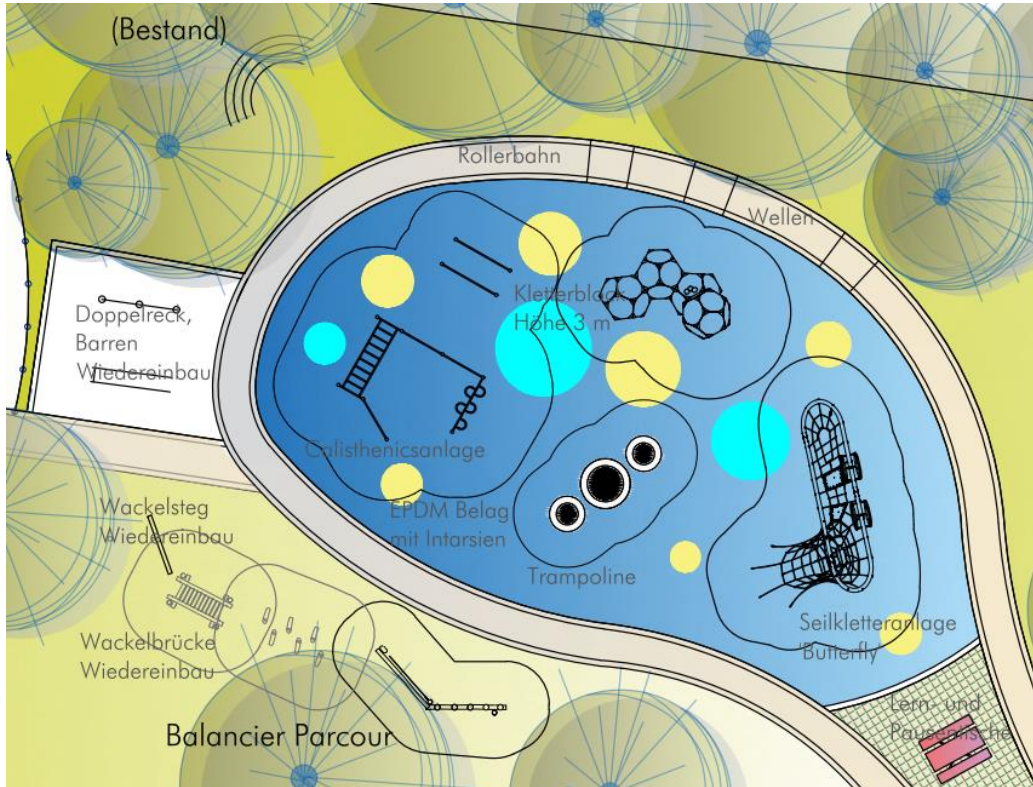 (Bestand)
Rollerbahn
Wellen
Kletterblock
Höhe 3 m
Doppelreck,
Barren
Wiedereinbau
Calisthenicsanlage
EPDM Belag
mit Intarsien
Trampoline
Wackelsteg
Wiedereinbau
Seilkletteranlage
'Butterfly'
Wackelbrücke
Wiedereinbau
Balancier Parcour
Lern- und
Pausentische